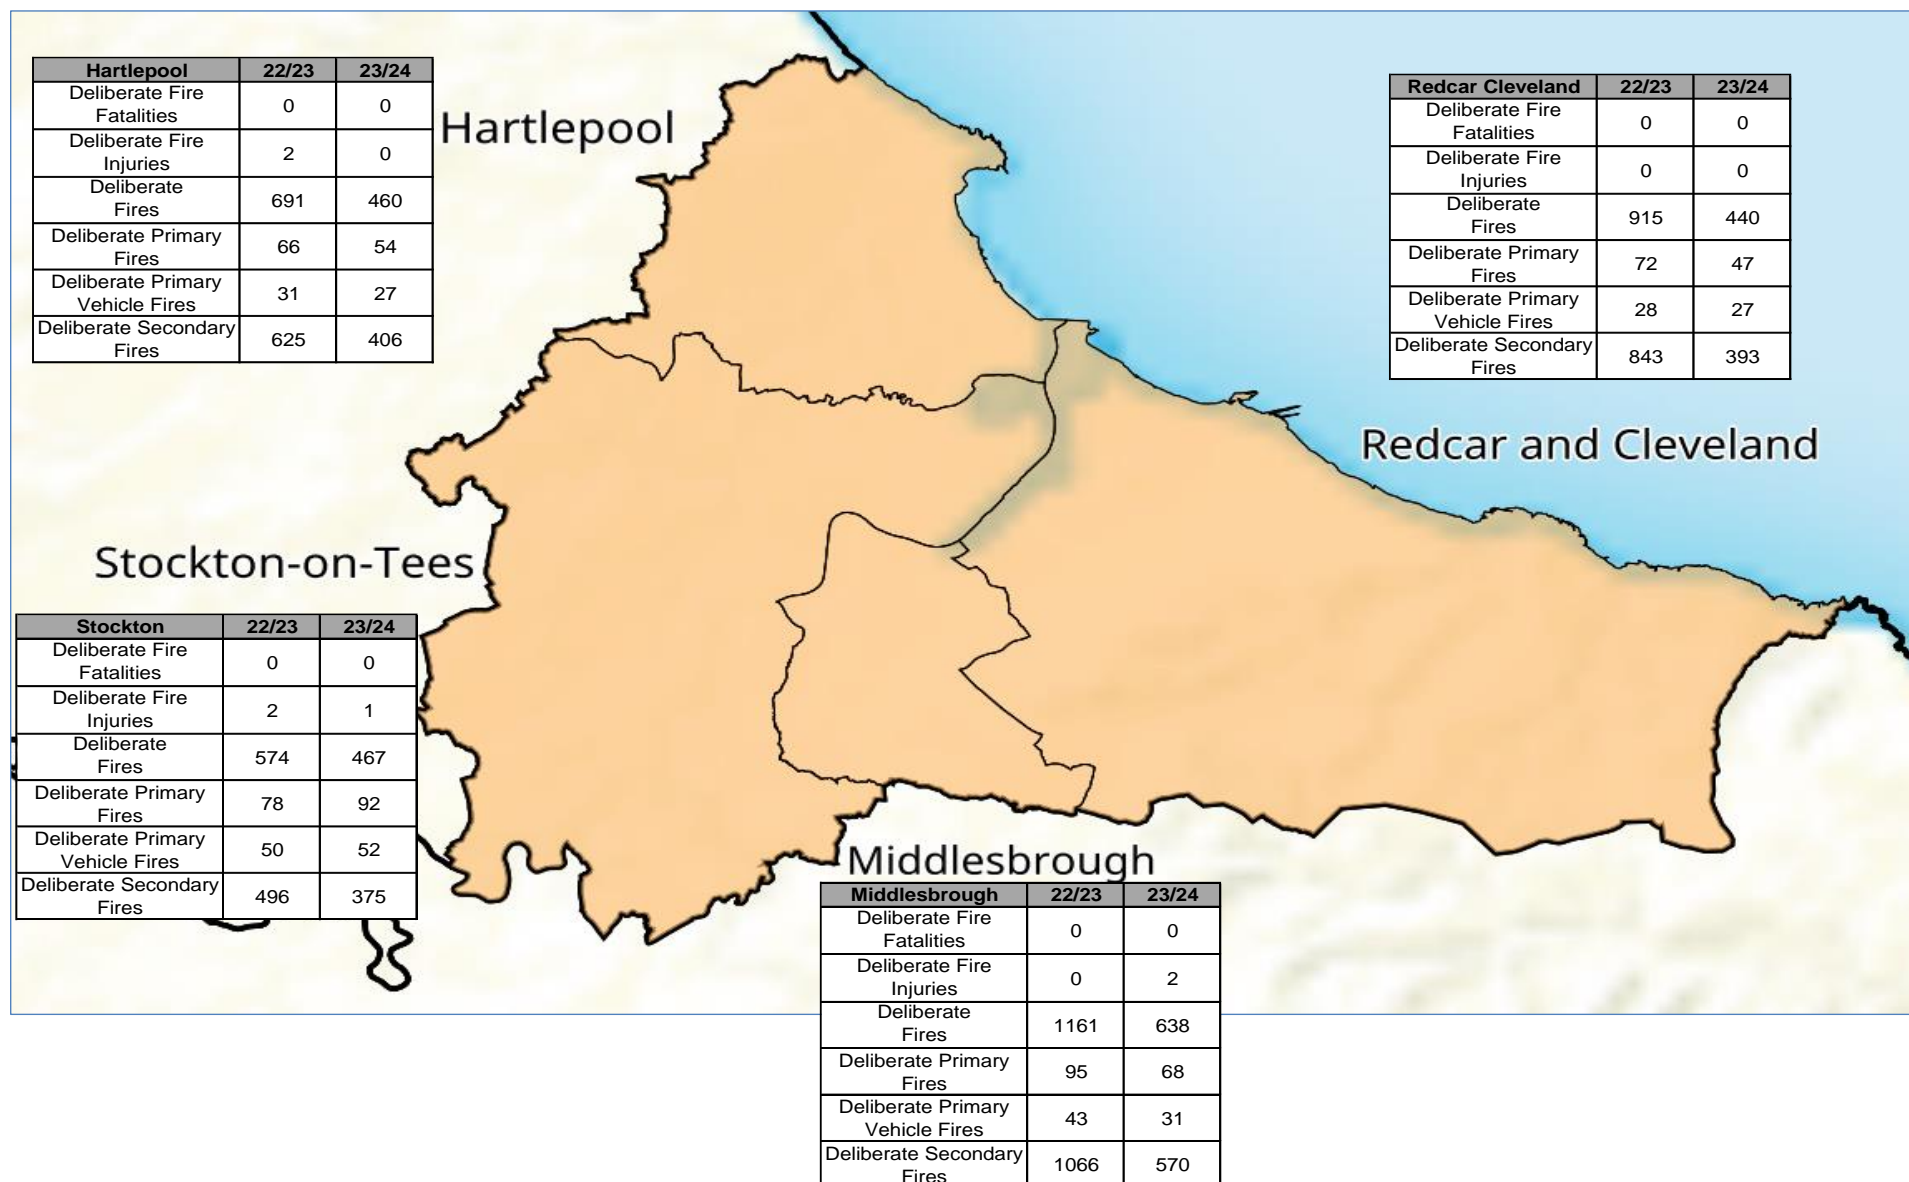 Hartlepool 22/23 23/24
Deliberate Fire
Fatalities 0 0
Deliberate Fire
Injuries 2 0
Deliberate
Fires 691 460
Deliberate Primary
Fires 66 54
Deliberate Primary
Vehicle Fires 31 27
Deliberate Secondary
Fires 625 406
Hartlepool
Redcar Cleveland 22/23 23/24
Deliberate Fire
Fatalities 0 0
Deliberate Fire
Injuries 0 0
Deliberate
Fires 915 440
Deliberate Primary
Fires 72 47
Deliberate Primary
Vehicle Fires 28 27
Deliberate Secondary
Fires 843 393
Redcar and Cleveland
Stockton-on-Tees
Stockton 22/23 23/24
Deliberate Fire
Fatalities 0 0
Deliberate Fire
Injuries 2 1
Deliberate
Fires 574 467
Deliberate Primary
Fires 78 92
Deliberate Primary
Vehicle Fires 50 52
Deliberate Secondary
Fires 496 375
Middlesbrough
Middlesbrough 22/23 23/24
Deliberate Fire
Fatalities 0 0
Deliberate Fire
Injuries 0 2
Deliberate
Fires 1161 638
Deliberate Primary
Fires 95 68
Deliberate Primary
Vehicle Fires 43 31
Deliberate Secondary
Fires 1066 570